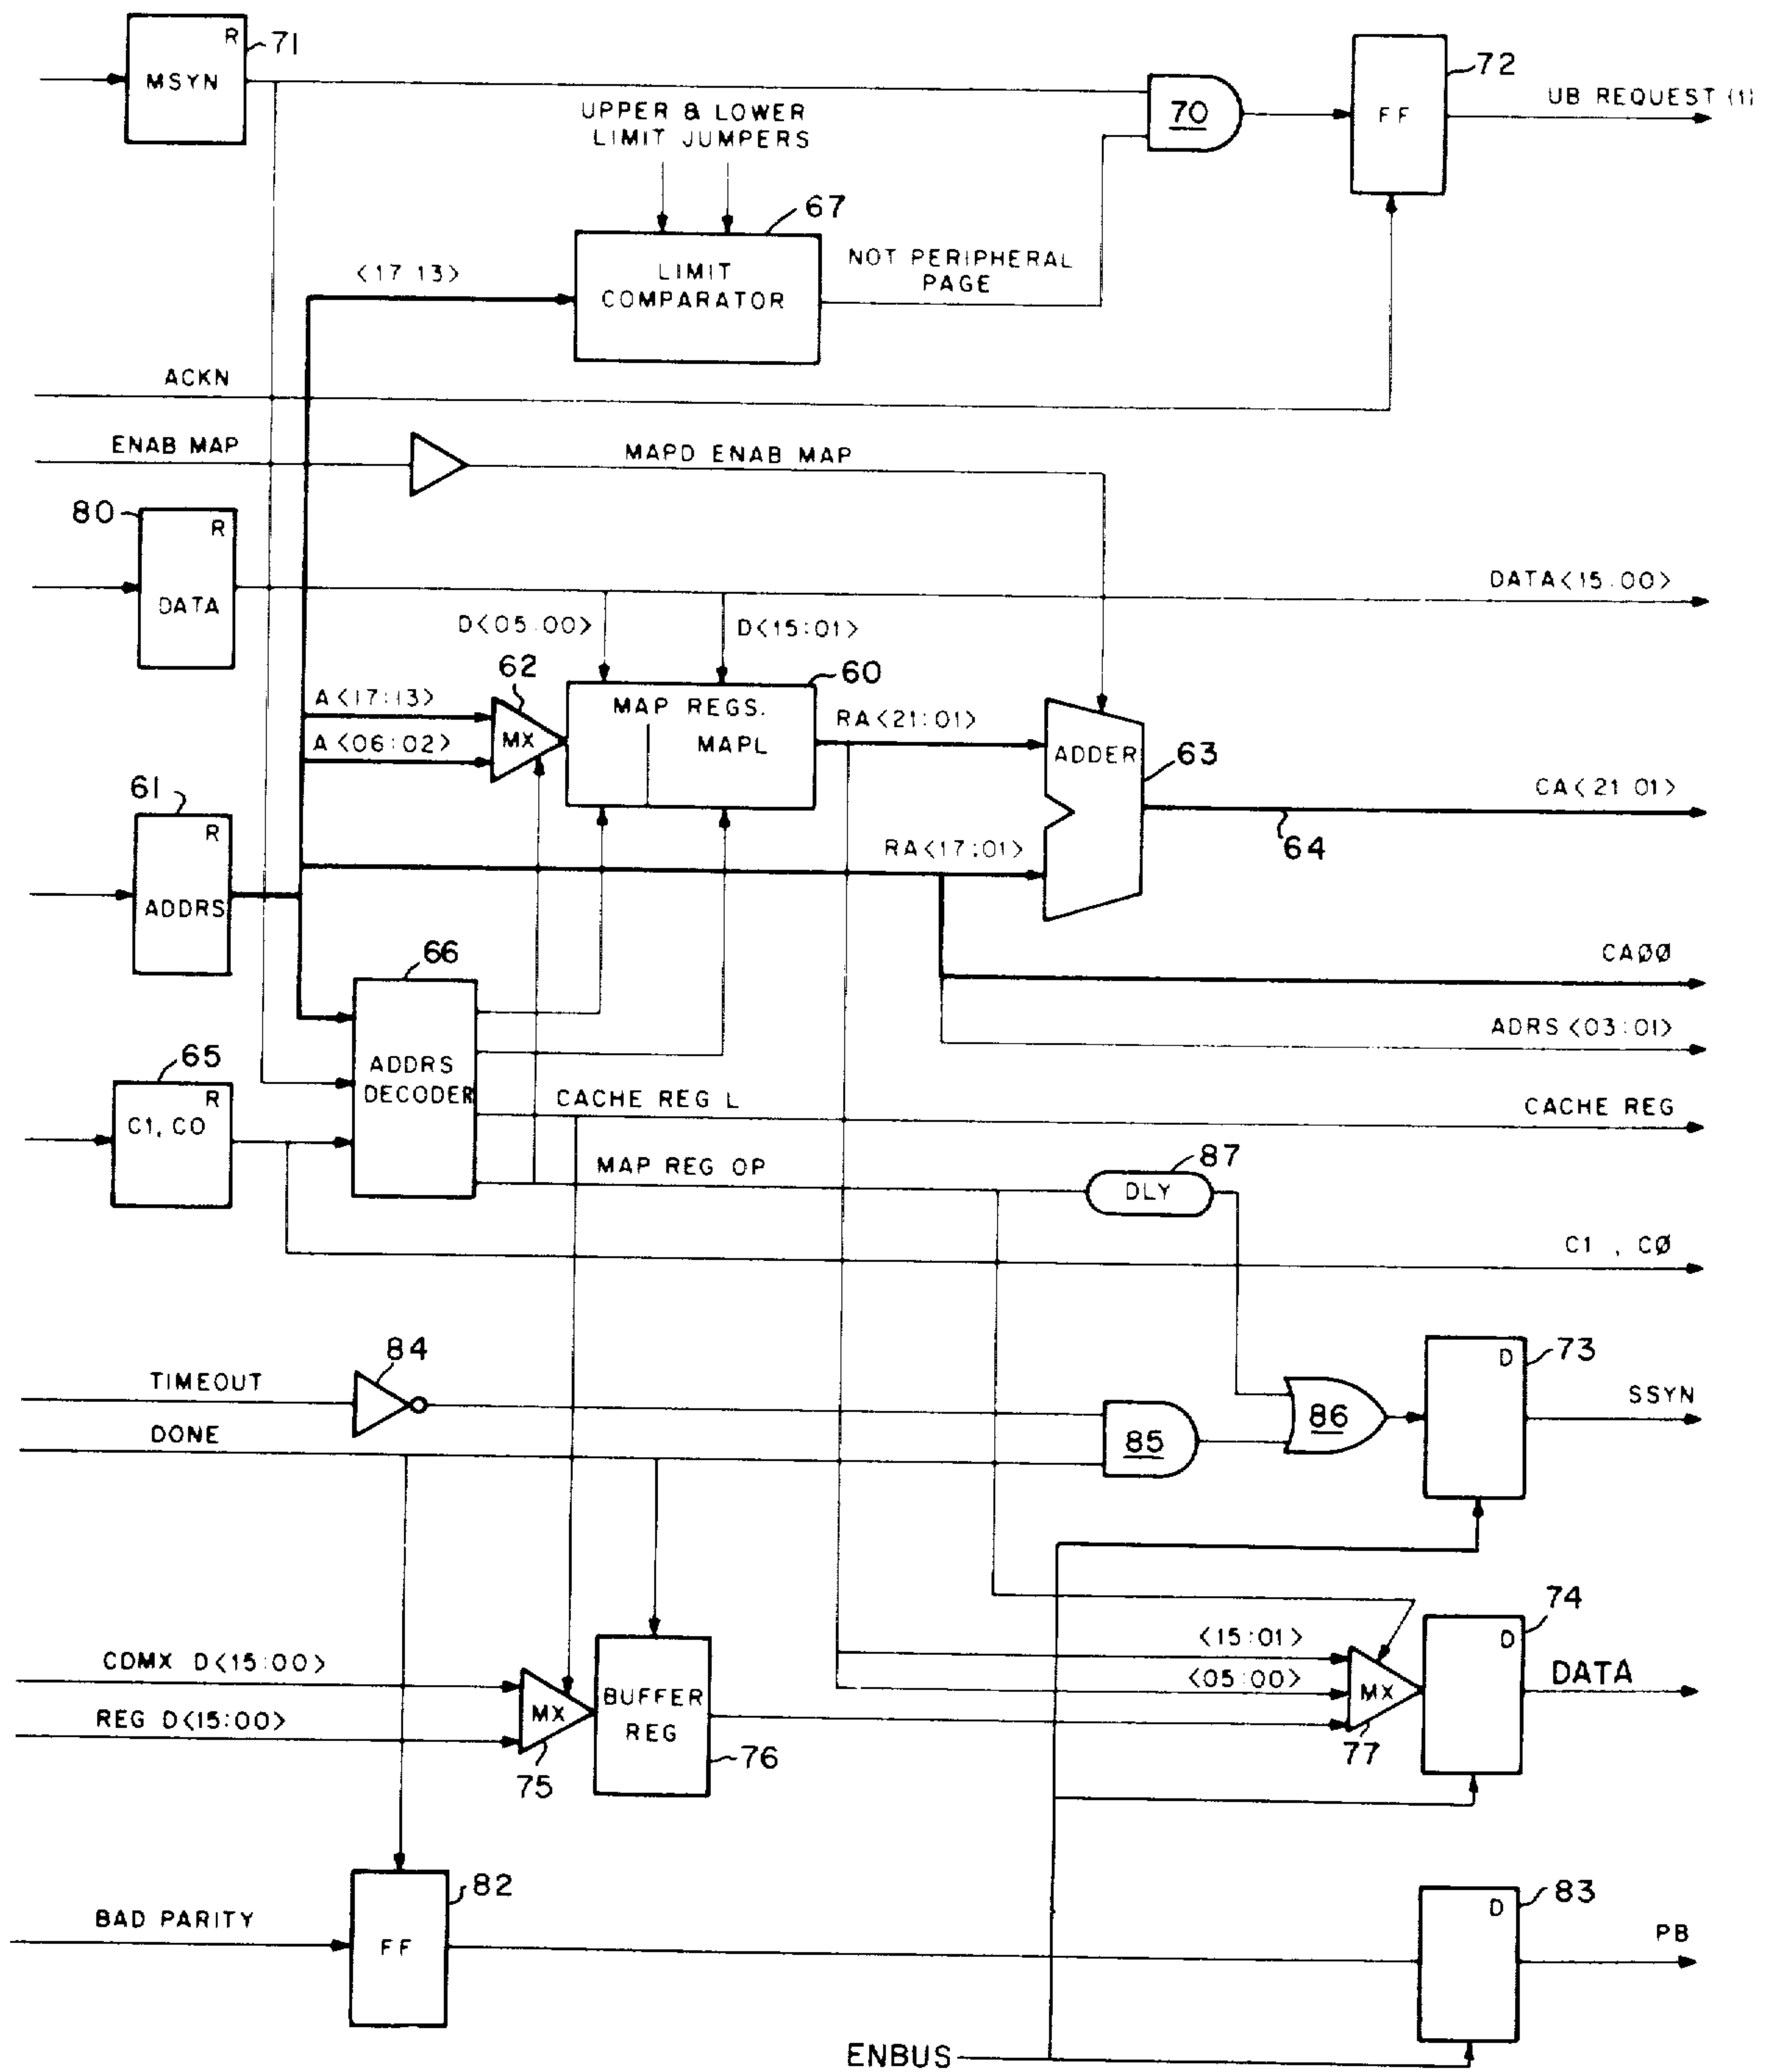 R
71
MSYN
72
FF
UB REQUEST (1)
UPPER & LOWER
LIMIT JUMPERS
70
67
<17 13>
LIMIT
COMPARATOR
NOT PERIPHERAL
PAGE
ACKN
ENAB MAP
MAPD ENAB MAP
80
R
DATA
DATA<15:00>
D<05:00>
D<15:01>
62
60
A<17:13>
A<06:02>
MX
MAP REGS.
MAPL
RA<21:01>
ADDER
63
61
R
ADDRS
CA<21 01>
64
RA<17:01>
66
CAØØ
ADRS<03:01>
65
R
C1, CO
ADDRS
DECODER
CACHE REG L
CACHE REG
MAP REG OP
87
DLY
C1 , CØ
84
TIMEOUT
DONE
85
86
D
73
SSYN
CDMX D<15:00>
REG D<15:00>
MX
75
BUFFER
REG
76
<15:01>
<05:00>
MX
77
D
74
DATA
82
BAD PARITY
FF
D
83
PB
ENBUS